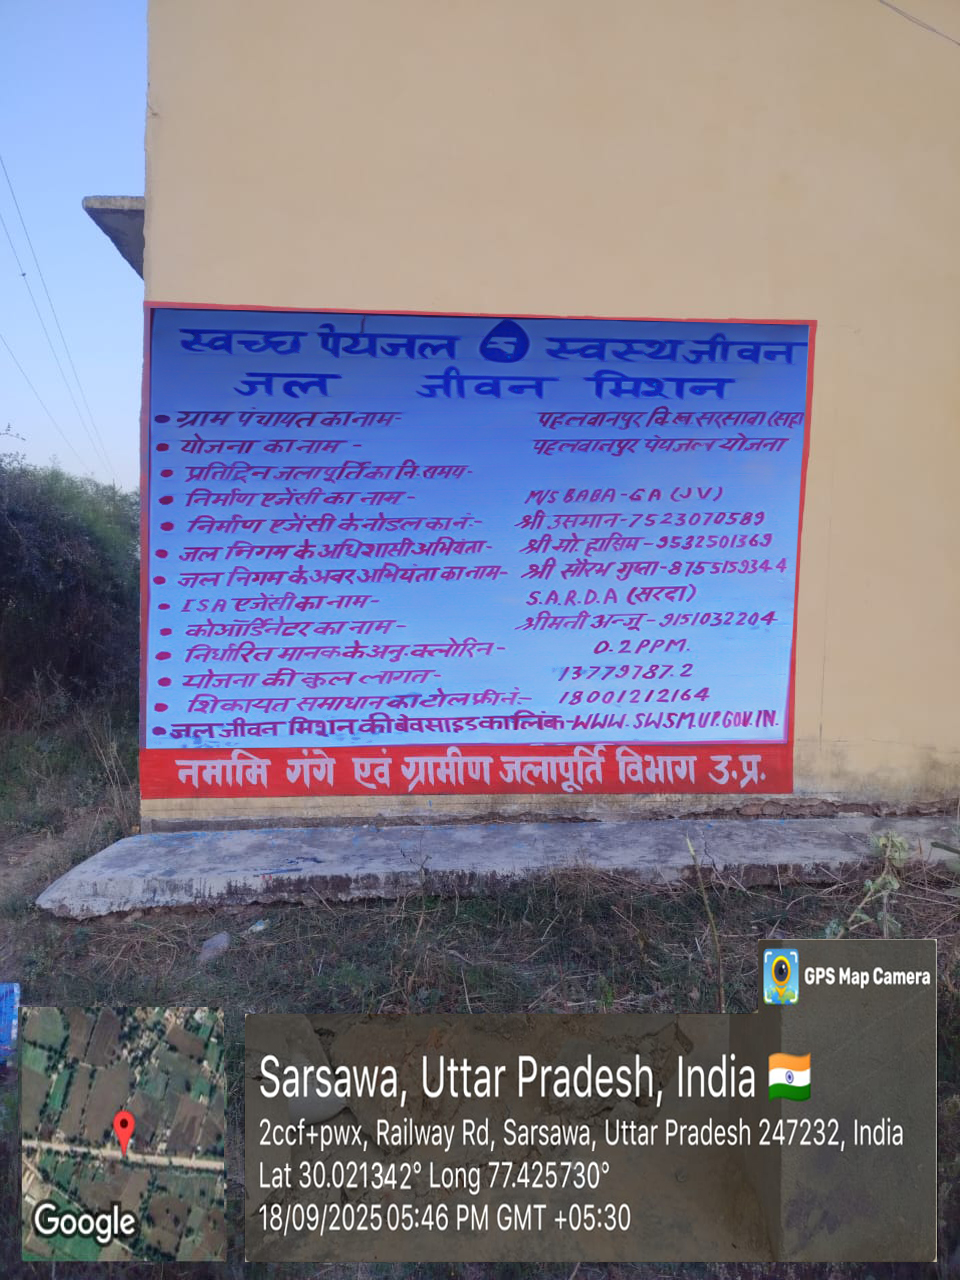 स्वच्छ पेयजल स्वस्थ जीवन
जल जीवन मिशन
• ग्राम पंचायत का नाम- पहलवानपुर वि.ख. सरसावा (सहा
• योजना का नाम - पहलवानपुर पेयजल योजना
• प्रतिदिन जलापूर्ति का नि. समय-
• निर्माण एजेंसी का नाम- M/S BABA-GA (JV)
• निर्माण एजेंसी के नोडल का नं:- श्री उसमान-7523070589
• जल निगम के अधिशासी अभियंता- श्री मो. हासिम-9532501369
• जल निगम के अवर अभियंता का नाम- श्री सौरभ गुप्ता-8755159344
• ISA एजेंसी का नाम- S.A.R.D.A (सरदा)
• कोऑर्डिनेटर का नाम- श्रीमती अन्जू-9151032204
• निर्धारित मानक के अनु. क्लोरिन- 0.2 PPM.
• योजना की कुल लागत- 13779787.2
• शिकायत समाधान का टोल फ्री नं:- 18001212164
• जल जीवन मिशन की बेवसाइड का लिंक-WWW.SWSM.UP.GOV.IN.
नमामि गंगे एवं ग्रामीण जलापूर्ति विभाग उ.प्र.
GPS Map Camera
Sarsawa, Uttar Pradesh, India
2ccf+pwx, Railway Rd, Sarsawa, Uttar Pradesh 247232, India
Lat 30.021342° Long 77.425730°
18/09/2025 05:46 PM GMT +05:30
Google